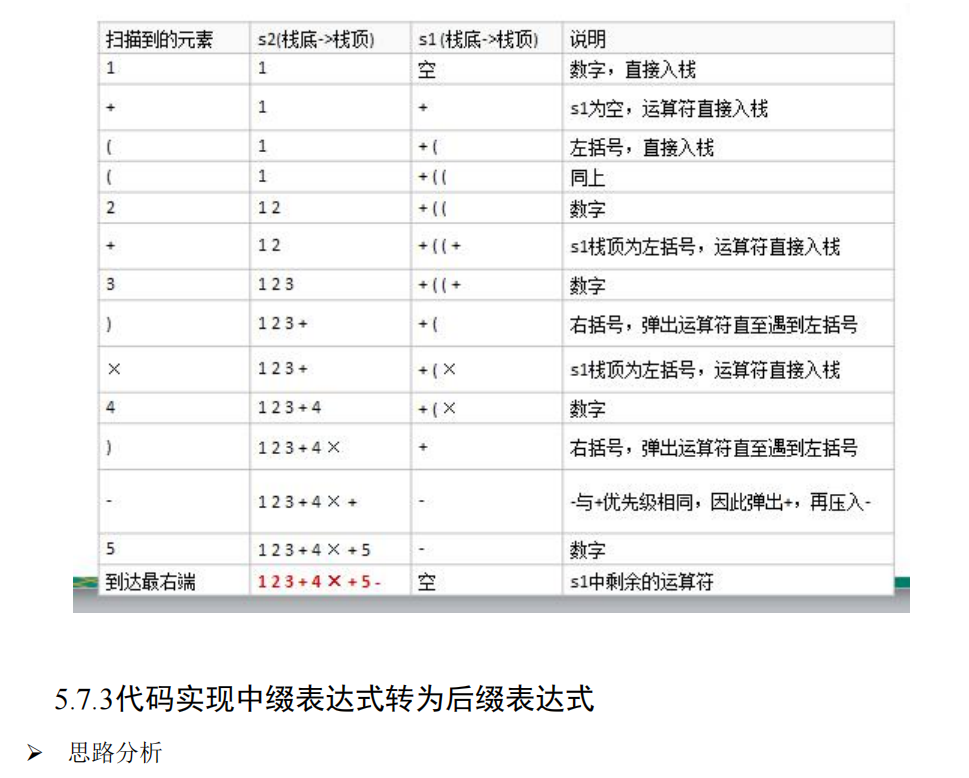 扫描到的元素 s2(栈底->栈顶) s1 (栈底->栈顶) 说明
1 1 空 数字，直接入栈
+ 1 + s1为空，运算符直接入栈
( 1 + ( 左括号，直接入栈
( 1 + ( ( 同上
2 1 2 + ( ( 数字
+ 1 2 + ( ( + s1栈顶为左括号，运算符直接入栈
3 1 2 3 + ( ( + 数字
) 1 2 3 + + ( 右括号，弹出运算符直至遇到左括号
× 1 2 3 + + ( × s1栈顶为左括号，运算符直接入栈
4 1 2 3 + 4 + ( × 数字
) 1 2 3 + 4 × + 右括号，弹出运算符直至遇到左括号
- 1 2 3 + 4 × + - -与+优先级相同，因此弹出+，再压入-
5 1 2 3 + 4 × + 5 - 数字
到达最右端 1 2 3 + 4 × + 5 - 空 s1中剩余的运算符
5.7.3代码实现中缀表达式转为后缀表达式
➢ 思路分析